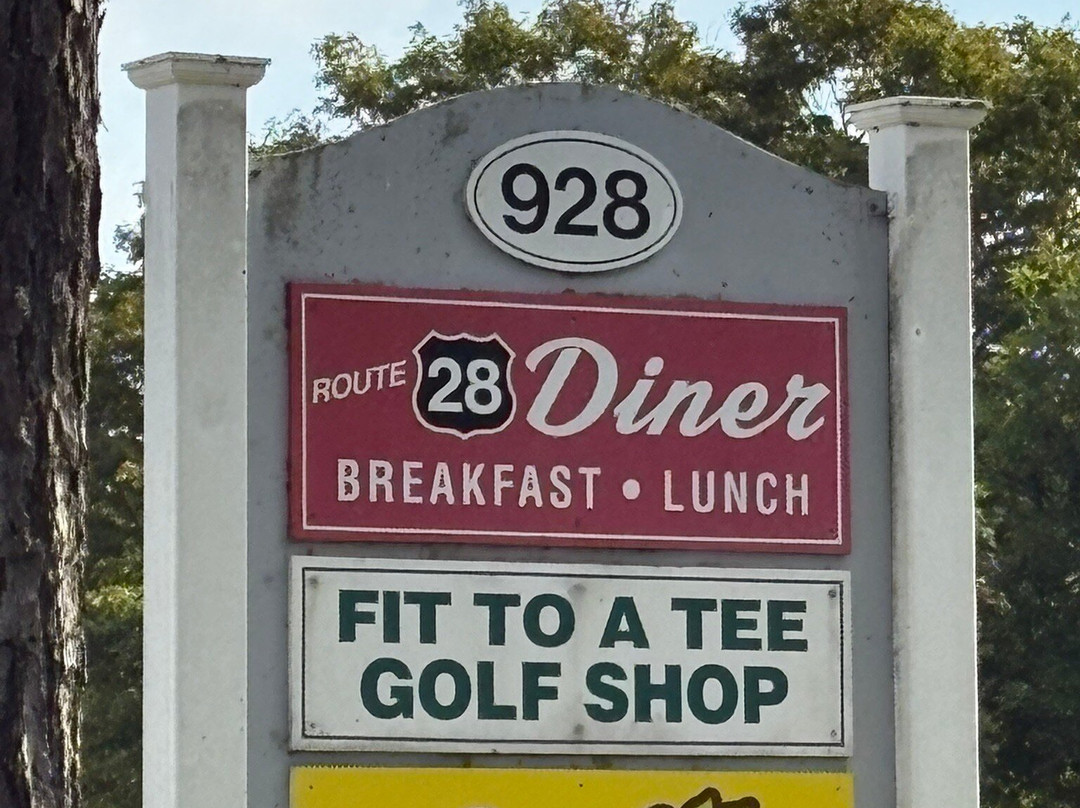 928
ROUTE 28 Diner
BREAKFAST • LUNCH
FIT TO A TEE
GOLF SHOP